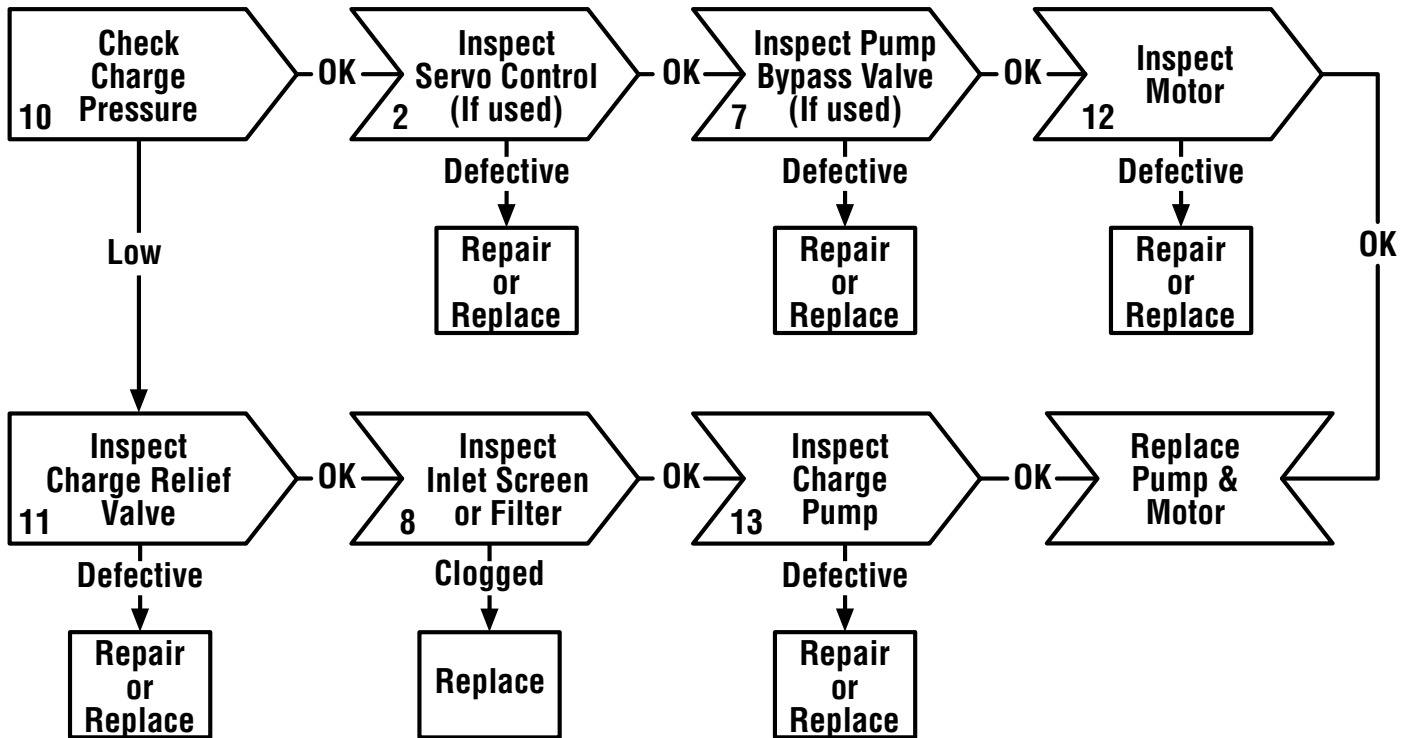 Check
Charge
Pressure
10
OK
Inspect
Servo Control
(If used)
2
OK
Inspect Pump
Bypass Valve
(If used)
7
OK
Inspect
Motor
12
Defective
Repair
or
Replace
Defective
Repair
or
Replace
Defective
Repair
or
Replace
Low
OK
Inspect
Charge Relief
Valve
11
OK
Inspect
Inlet Screen
or Filter
8
OK
Inspect
Charge
Pump
13
OK
Replace
Pump &
Motor
Defective
Repair
or
Replace
Clogged
Replace
Defective
Repair
or
Replace